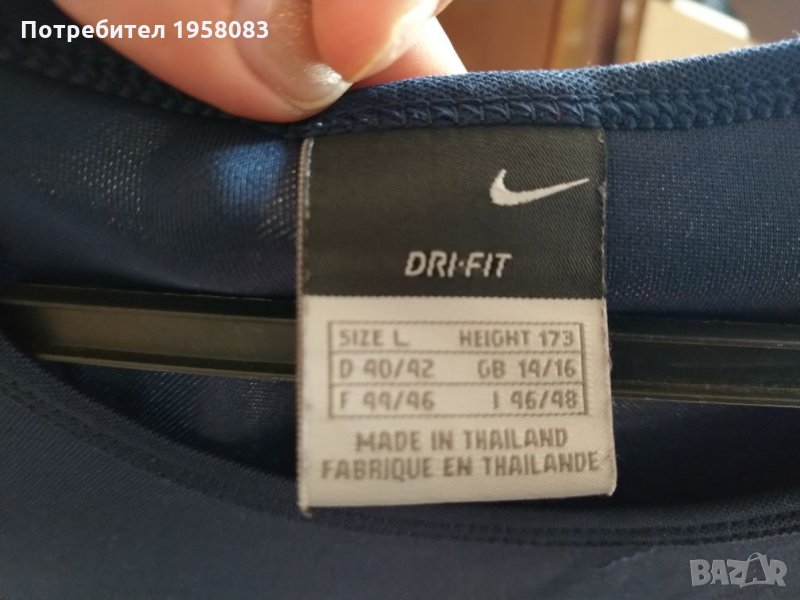 Потребител 1958083
DRI-FIT
SIZE L HEIGHT 173
D 40/42 GB 14/16
F 44/46 I 46/48
MADE IN THAILAND
FABRIQUE EN THAILANDE
BAZAR